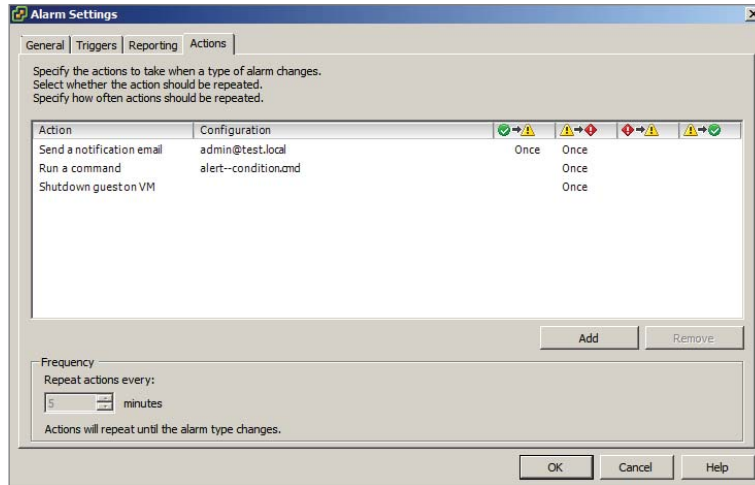 Alarm Settings
General Triggers Reporting Actions
Specify the actions to take when a type of alarm changes.
Select whether the action should be repeated.
Specify how often actions should be repeated.
Action Configuration
Send a notification email admin@test.local Once Once
Run a command alert--condition.cmd Once
Shutdown guest on VM Once
Add Remove
Frequency
Repeat actions every:
5 minutes
Actions will repeat until the alarm type changes.
OK Cancel Help